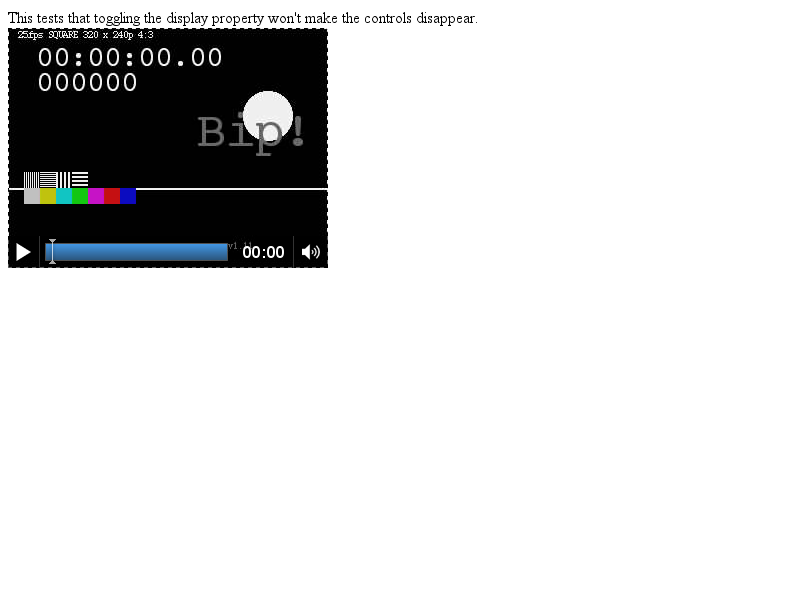 This tests that toggling the display property won't make the controls disappear.
25fps SQUARE 320 x 240p 4:3
00:00:00.00
000000
Bip!
v1.11
00:00